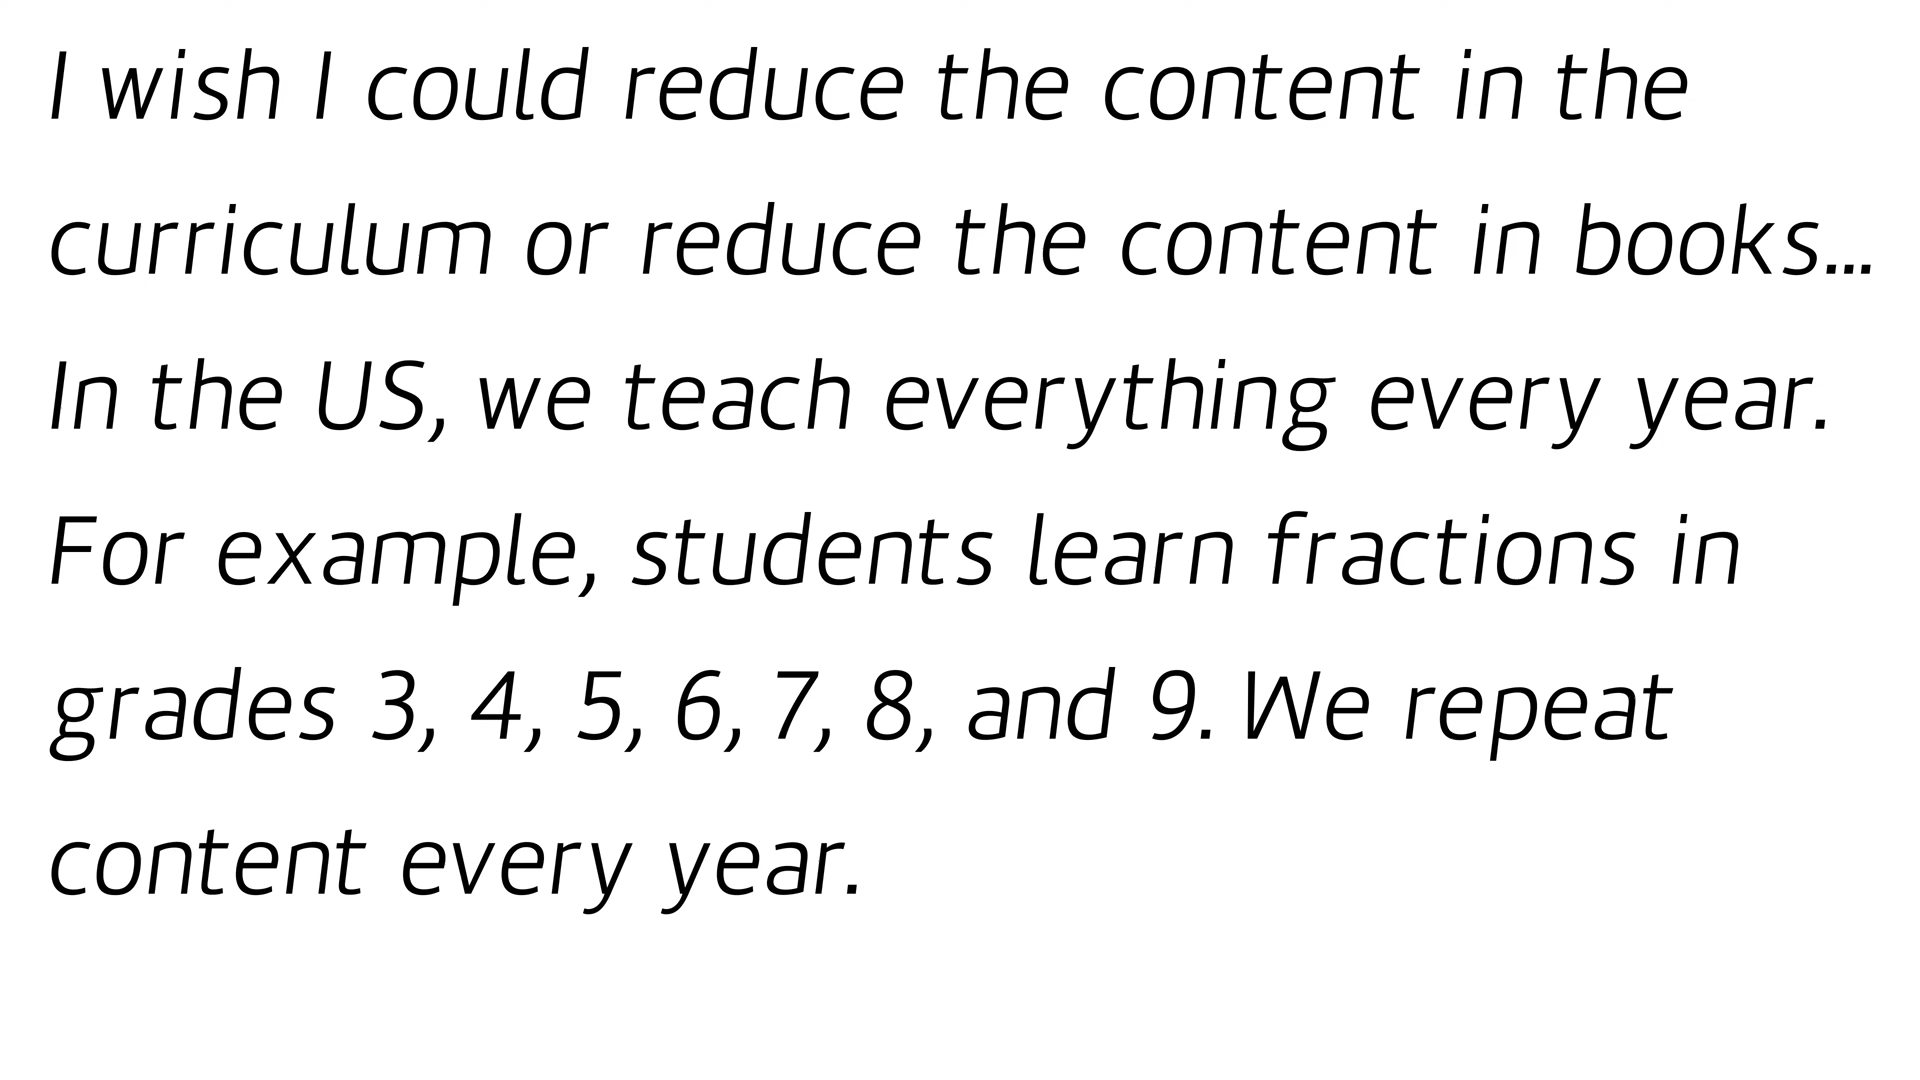 I wish I could reduce the content in the
curriculum or reduce the content in books...
In the US, we teach everything every year.
For example, students learn fractions in
grades 3, 4, 5, 6, 7, 8, and 9. We repeat
content every year.